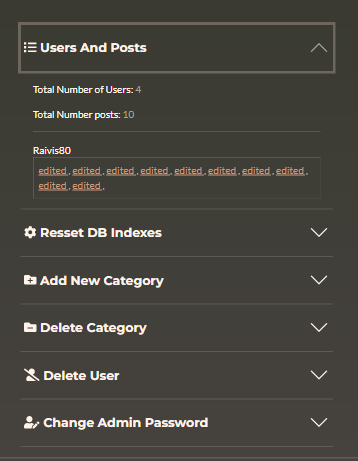 Users And Posts
Total Number of Users: 4
Total Number posts: 10
Raivis80
edited , edited , edited , edited , edited , edited , edited , edited ,
edited , edited ,
Resset DB Indexes
Add New Category
Delete Category
Delete User
Change Admin Password